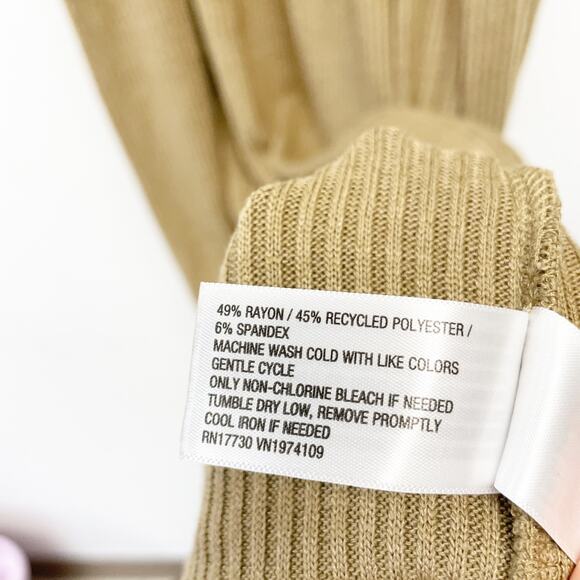 49% RAYON / 45% RECYCLED POLYESTER /
6% SPANDEX
MACHINE WASH COLD WITH LIKE COLORS
GENTLE CYCLE
ONLY NON-CHLORINE BLEACH IF NEEDED
TUMBLE DRY LOW, REMOVE PROMPTLY
COOL IRON IF NEEDED
RN17730 VN1974109